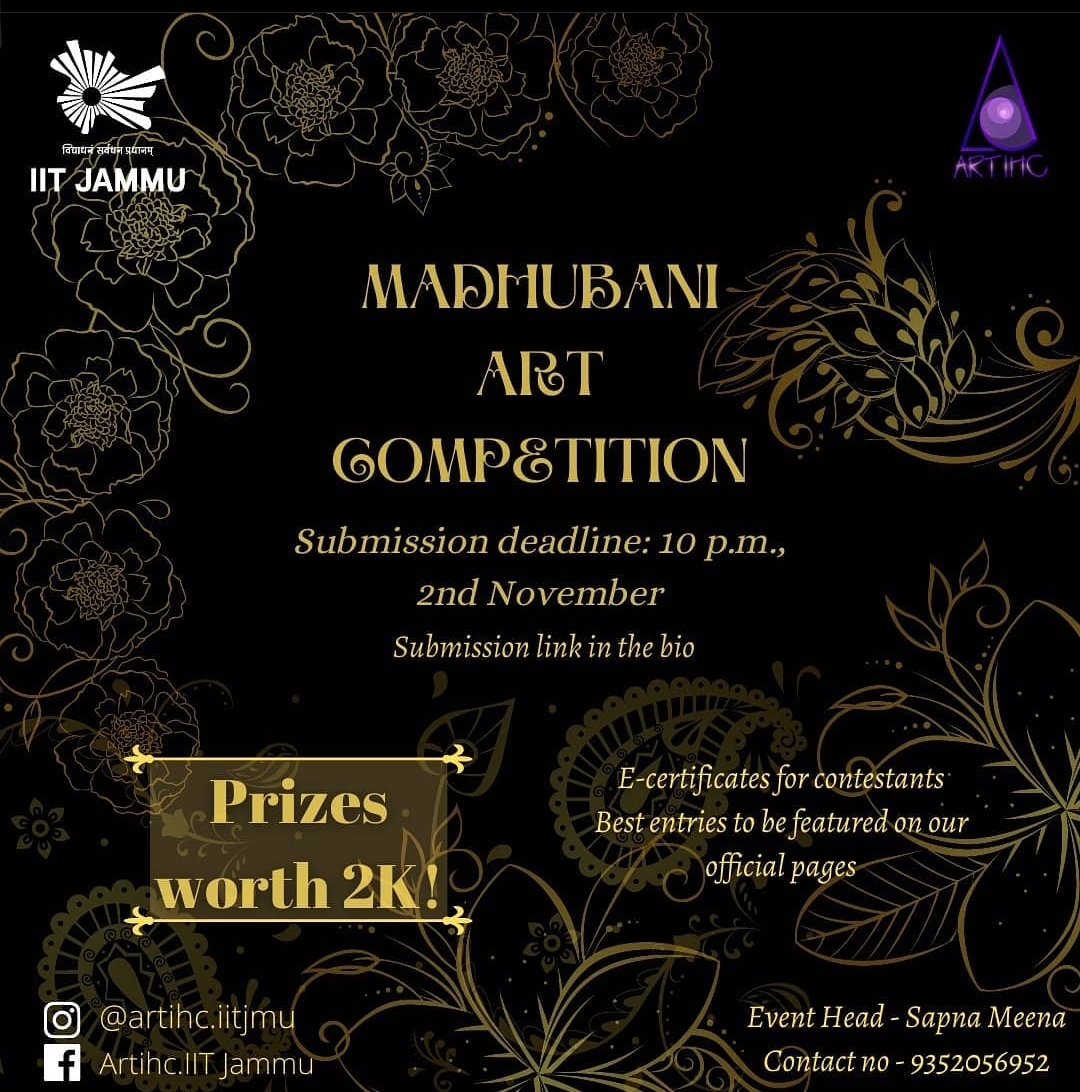 विद्याधनं सर्वधन प्रधानम्
IIT JAMMU
ARTIHC
MADHUBANI
ART
COMPETITION
Submission deadline: 10 p.m.,
2nd November
Submission link in the bio
Prizes
worth 2K!
E-certificates for contestants
Best entries to be featured on our
official pages
@artihc.iitjmu
Artihc.IIT Jammu
Event Head - Sapna Meena
Contact no - 9352056952